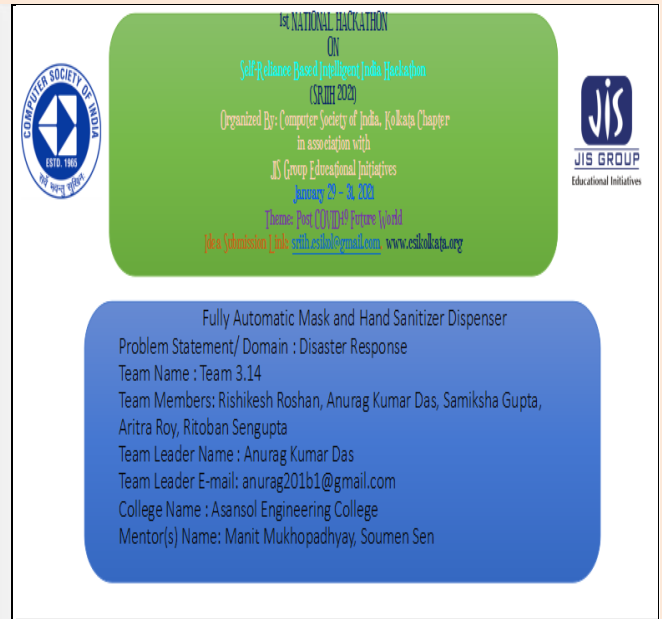 1st NATIONAL HACKATHON
ON
Self-Reliance Based Intelligent India Hackathon
(SRIIH 2021)
Organized By: Computer Society of India, Kolkata Chapter
in association with
JIS Group Educational Initiatives
January 29 - 31, 2021
Theme: Post COVID-19 Future World
Idea Submission Link: sriih.csikol@gmail.com www.csikolkata.org
COMPUTER SOCIETY OF INDIA
ESTD. 1965
सर्वे भवन्तु सुखिनः
JIS
JIS GROUP
Educational Initiatives
Fully Automatic Mask and Hand Sanitizer Dispenser
Problem Statement/ Domain : Disaster Response
Team Name : Team 3.14
Team Members: Rishikesh Roshan, Anurag Kumar Das, Samiksha Gupta,
Aritra Roy, Ritoban Sengupta
Team Leader Name : Anurag Kumar Das
Team Leader E-mail: anurag201b1@gmail.com
College Name : Asansol Engineering College
Mentor(s) Name: Manit Mukhopadhyay, Soumen Sen